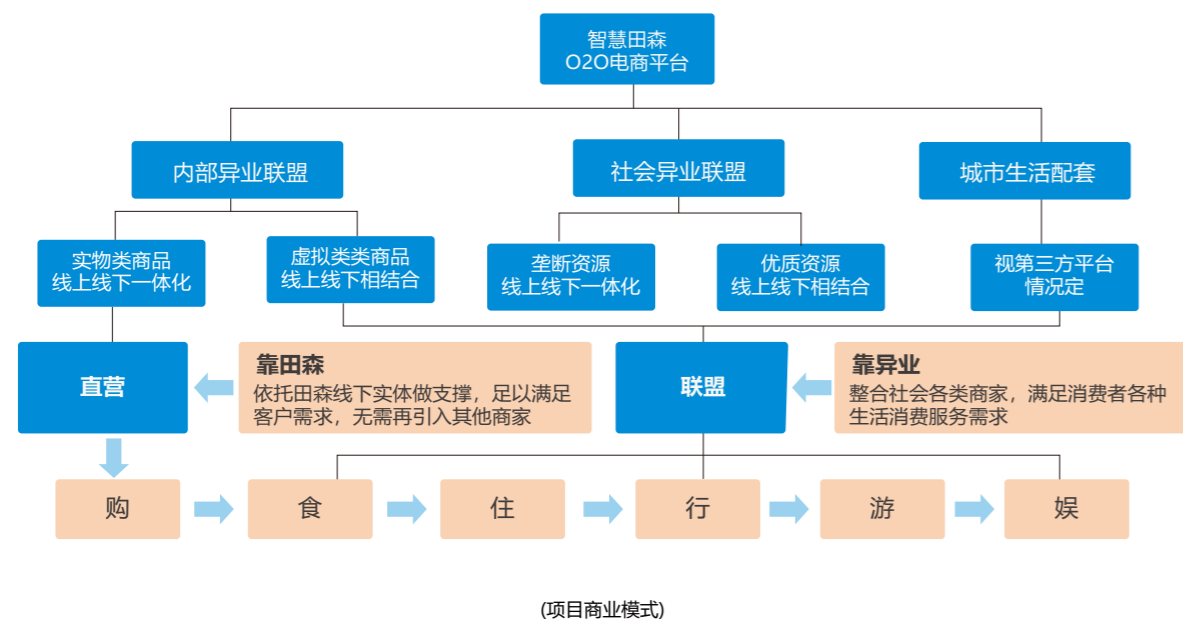 智慧田森
O2O电商平台
内部异业联盟
社会异业联盟
城市生活配套
实物类商品
线上线下一体化
虚拟类类商品
线上线下相结合
垄断资源
线上线下一体化
优质资源
线上线下相结合
视第三方平台
情况定
直营
靠田森
依托田森线下实体做支撑，足以满足
客户需求，无需再引入其他商家
联盟
靠异业
整合社会各类商家，满足消费者各种
生活消费服务需求
购
食
住
行
游
娱
(项目商业模式)